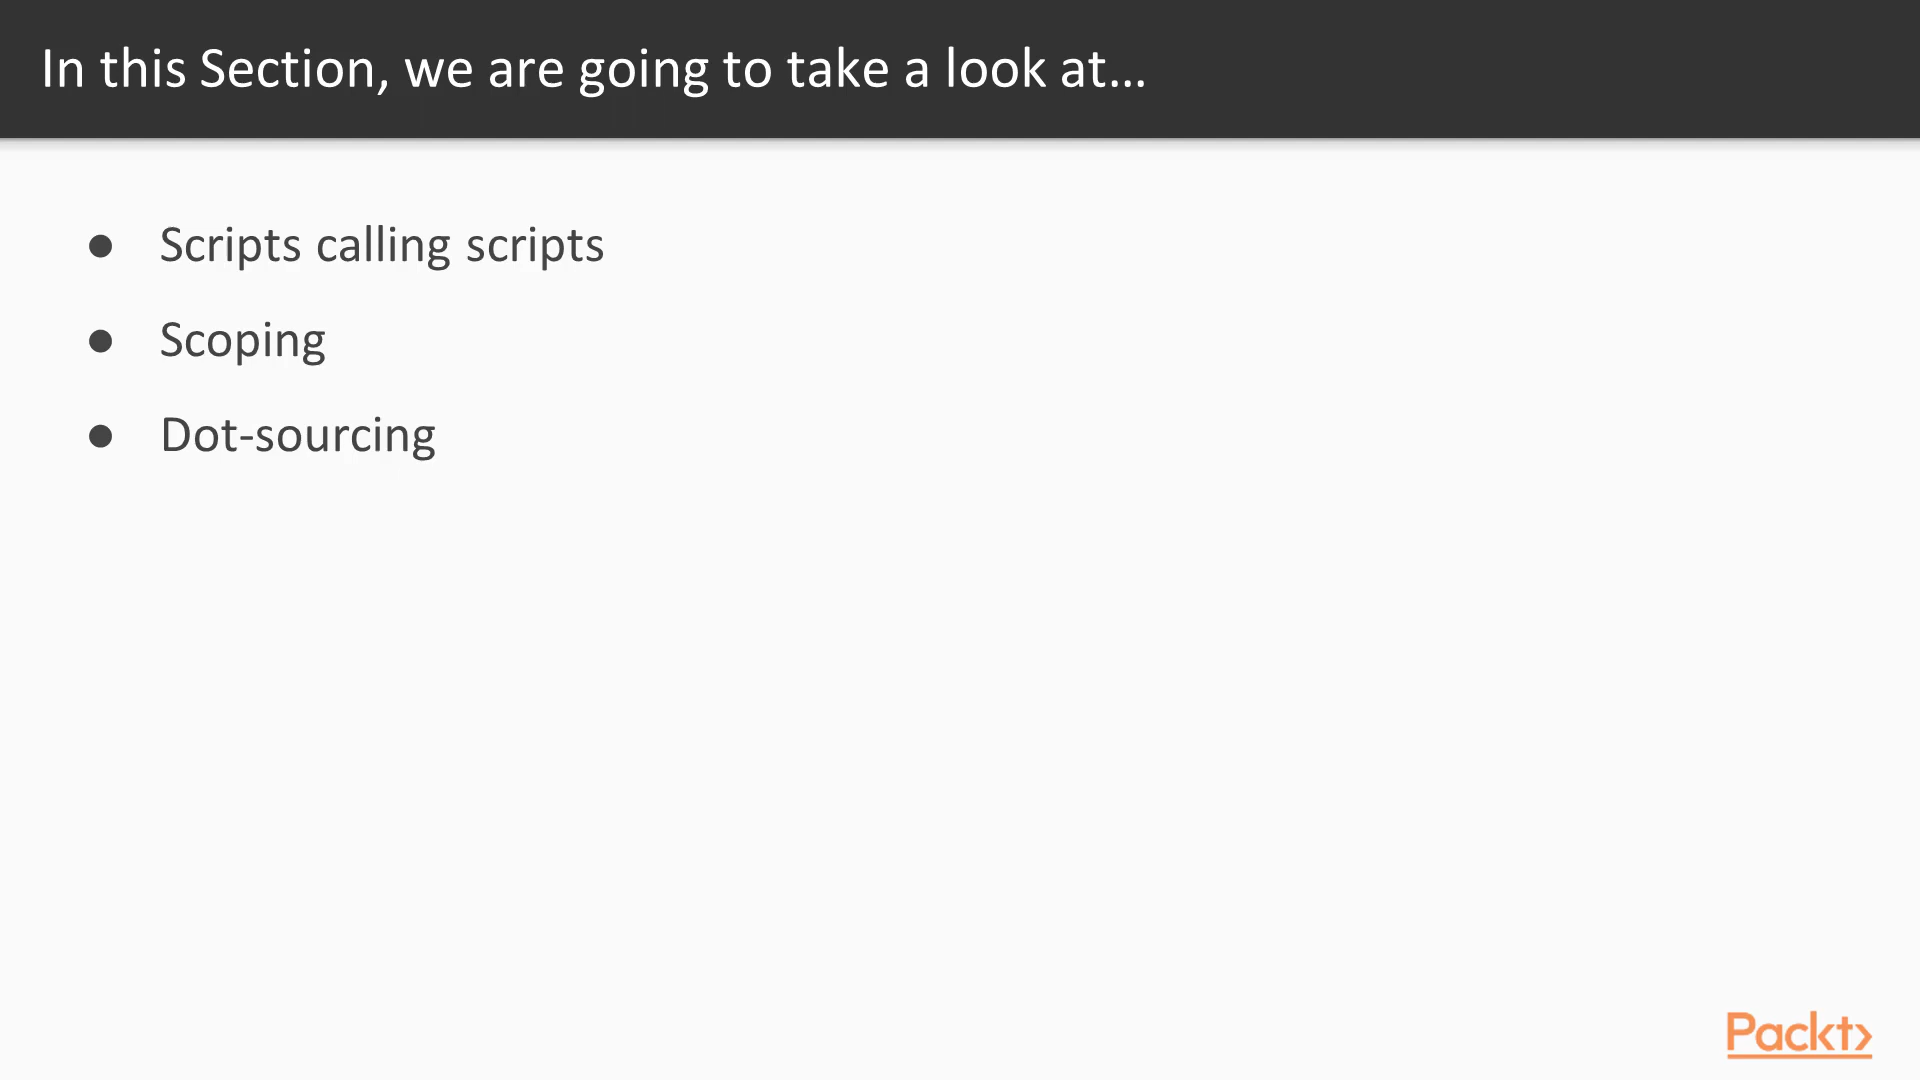 In this Section, we are going to take a look at...
● Scripts calling scripts
● Scoping
● Dot-sourcing
Packt>